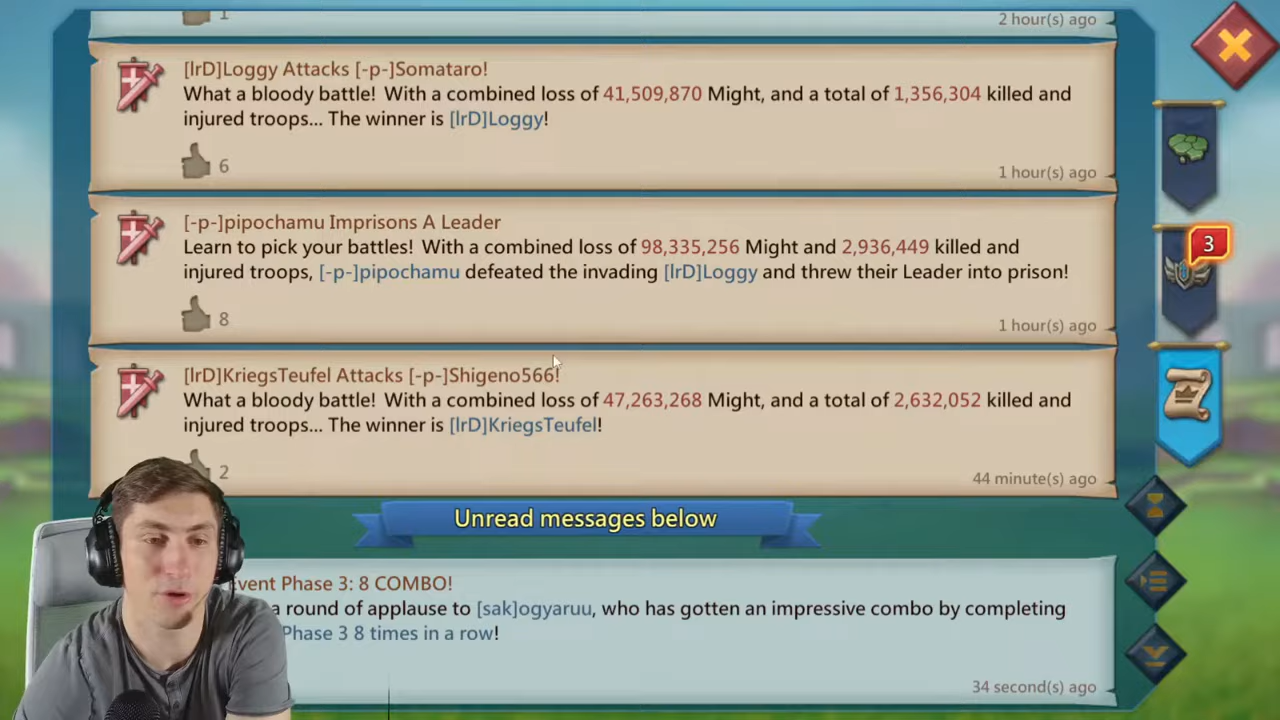 1
2 hour(s) ago
[lrD]Loggy Attacks [-p-]Somataro!
What a bloody battle! With a combined loss of 41,509,870 Might, and a total of 1,356,304 killed and
injured troops... The winner is [lrD]Loggy!
6
1 hour(s) ago
[-p-]pipochamu Imprisons A Leader
3
Learn to pick your battles! With a combined loss of 98,335,256 Might and 2,936,449 killed and
injured troops, [-p-]pipochamu defeated the invading [lrD]Loggy and threw their Leader into prison!
8
1 hour(s) ago
[lrD]KriegsTeufel Attacks [-p-]Shigeno566!
What a bloody battle! With a combined loss of 47,263,268 Might, and a total of 2,632,052 killed and
injured troops... The winner is [lrD]KriegsTeufel!
2
44 minute(s) ago
Unread messages below
Event Phase 3: 8 COMBO!
a round of applause to [sak]ogyaruu, who has gotten an impressive combo by completing
Phase 3 8 times in a row!
34 second(s) ago